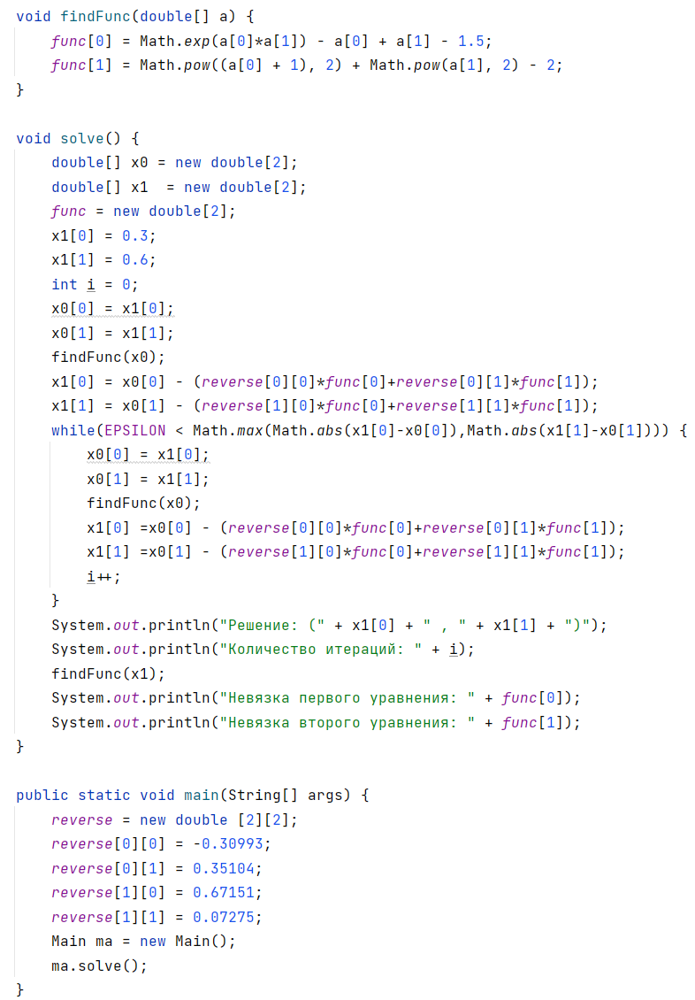 void findFunc(double[] a) {
    func[0] = Math.exp(a[0]*a[1]) - a[0] + a[1] - 1.5;
    func[1] = Math.pow((a[0] + 1), 2) + Math.pow(a[1], 2) - 2;
}

void solve() {
    double[] x0 = new double[2];
    double[] x1  = new double[2];
    func = new double[2];
    x1[0] = 0.3;
    x1[1] = 0.6;
    int i = 0;
    x0[0] = x1[0];
    x0[1] = x1[1];
    findFunc(x0);
    x1[0] = x0[0] - (reverse[0][0]*func[0]+reverse[0][1]*func[1]);
    x1[1] = x0[1] - (reverse[1][0]*func[0]+reverse[1][1]*func[1]);
    while(EPSILON < Math.max(Math.abs(x1[0]-x0[0]),Math.abs(x1[1]-x0[1]))) {
        x0[0] = x1[0];
        x0[1] = x1[1];
        findFunc(x0);
        x1[0] =x0[0] - (reverse[0][0]*func[0]+reverse[0][1]*func[1]);
        x1[1] =x0[1] - (reverse[1][0]*func[0]+reverse[1][1]*func[1]);
        i++;
    }
    System.out.println("Решение: (" + x1[0] + " , " + x1[1] + ")");
    System.out.println("Количество итераций: " + i);
    findFunc(x1);
    System.out.println("Невязка первого уравнения: " + func[0]);
    System.out.println("Невязка второго уравнения: " + func[1]);
}

public static void main(String[] args) {
    reverse = new double [2][2];
    reverse[0][0] = -0.30993;
    reverse[0][1] = 0.35104;
    reverse[1][0] = 0.67151;
    reverse[1][1] = 0.07275;
    Main ma = new Main();
    ma.solve();
}